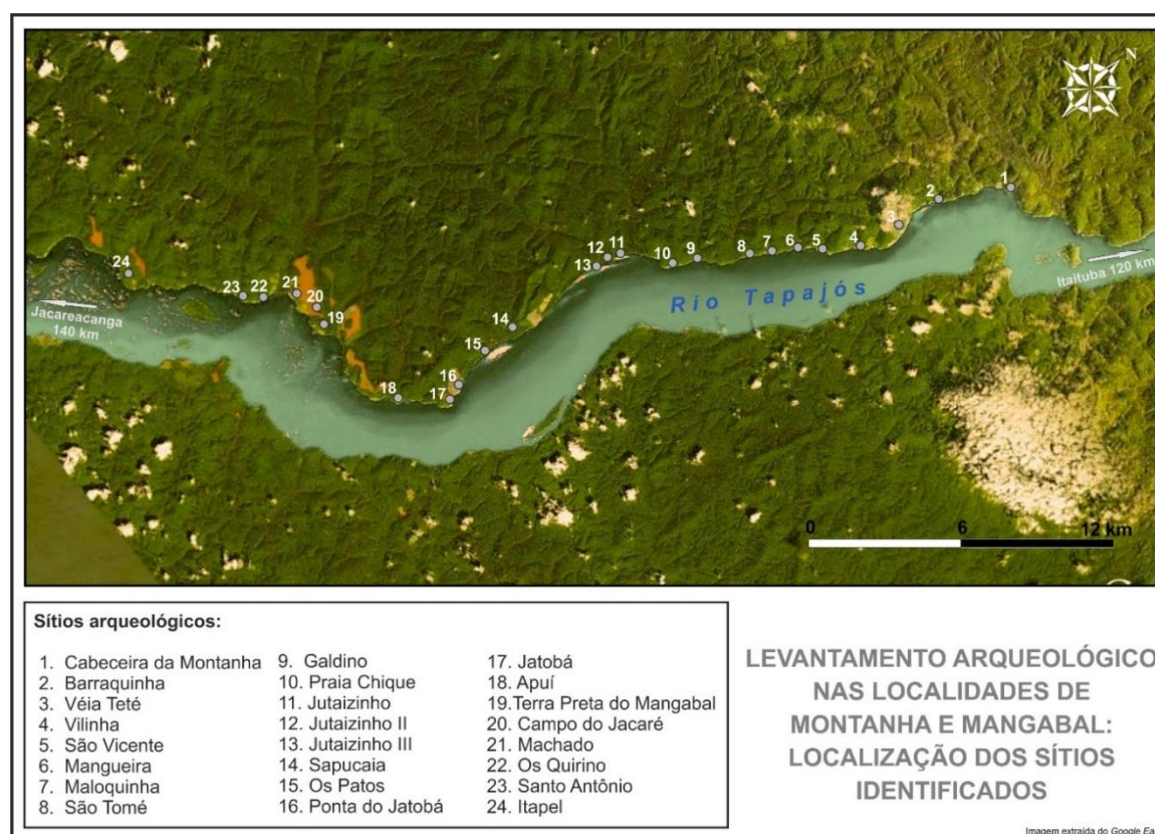 N
1
2
3
4
5
6
7
8
9
10
11
12
13
14
15
16
17
18
19
20
21
22
23
24
Rio Tapajós
Itaituba 120 km
Jacareacanga
140 km
0 6 12 km
Sítios arqueológicos:
1. Cabeceira da Montanha
2. Barraquinha
3. Véia Teté
4. Vilinha
5. São Vicente
6. Mangueira
7. Maloquinha
8. São Tomé
9. Galdino
10. Praia Chique
11. Jutaizinho
12. Jutaizinho II
13. Jutaizinho III
14. Sapucaia
15. Os Patos
16. Ponta do Jatobá
17. Jatobá
18. Apuí
19.Terra Preta do Mangabal
20. Campo do Jacaré
21. Machado
22. Os Quirino
23. Santo Antônio
24. Itapel
LEVANTAMENTO ARQUEOLÓGICO
NAS LOCALIDADES DE
MONTANHA E MANGABAL:
LOCALIZAÇÃO DOS SÍTIOS
IDENTIFICADOS
Imagem extraída do Google Ea